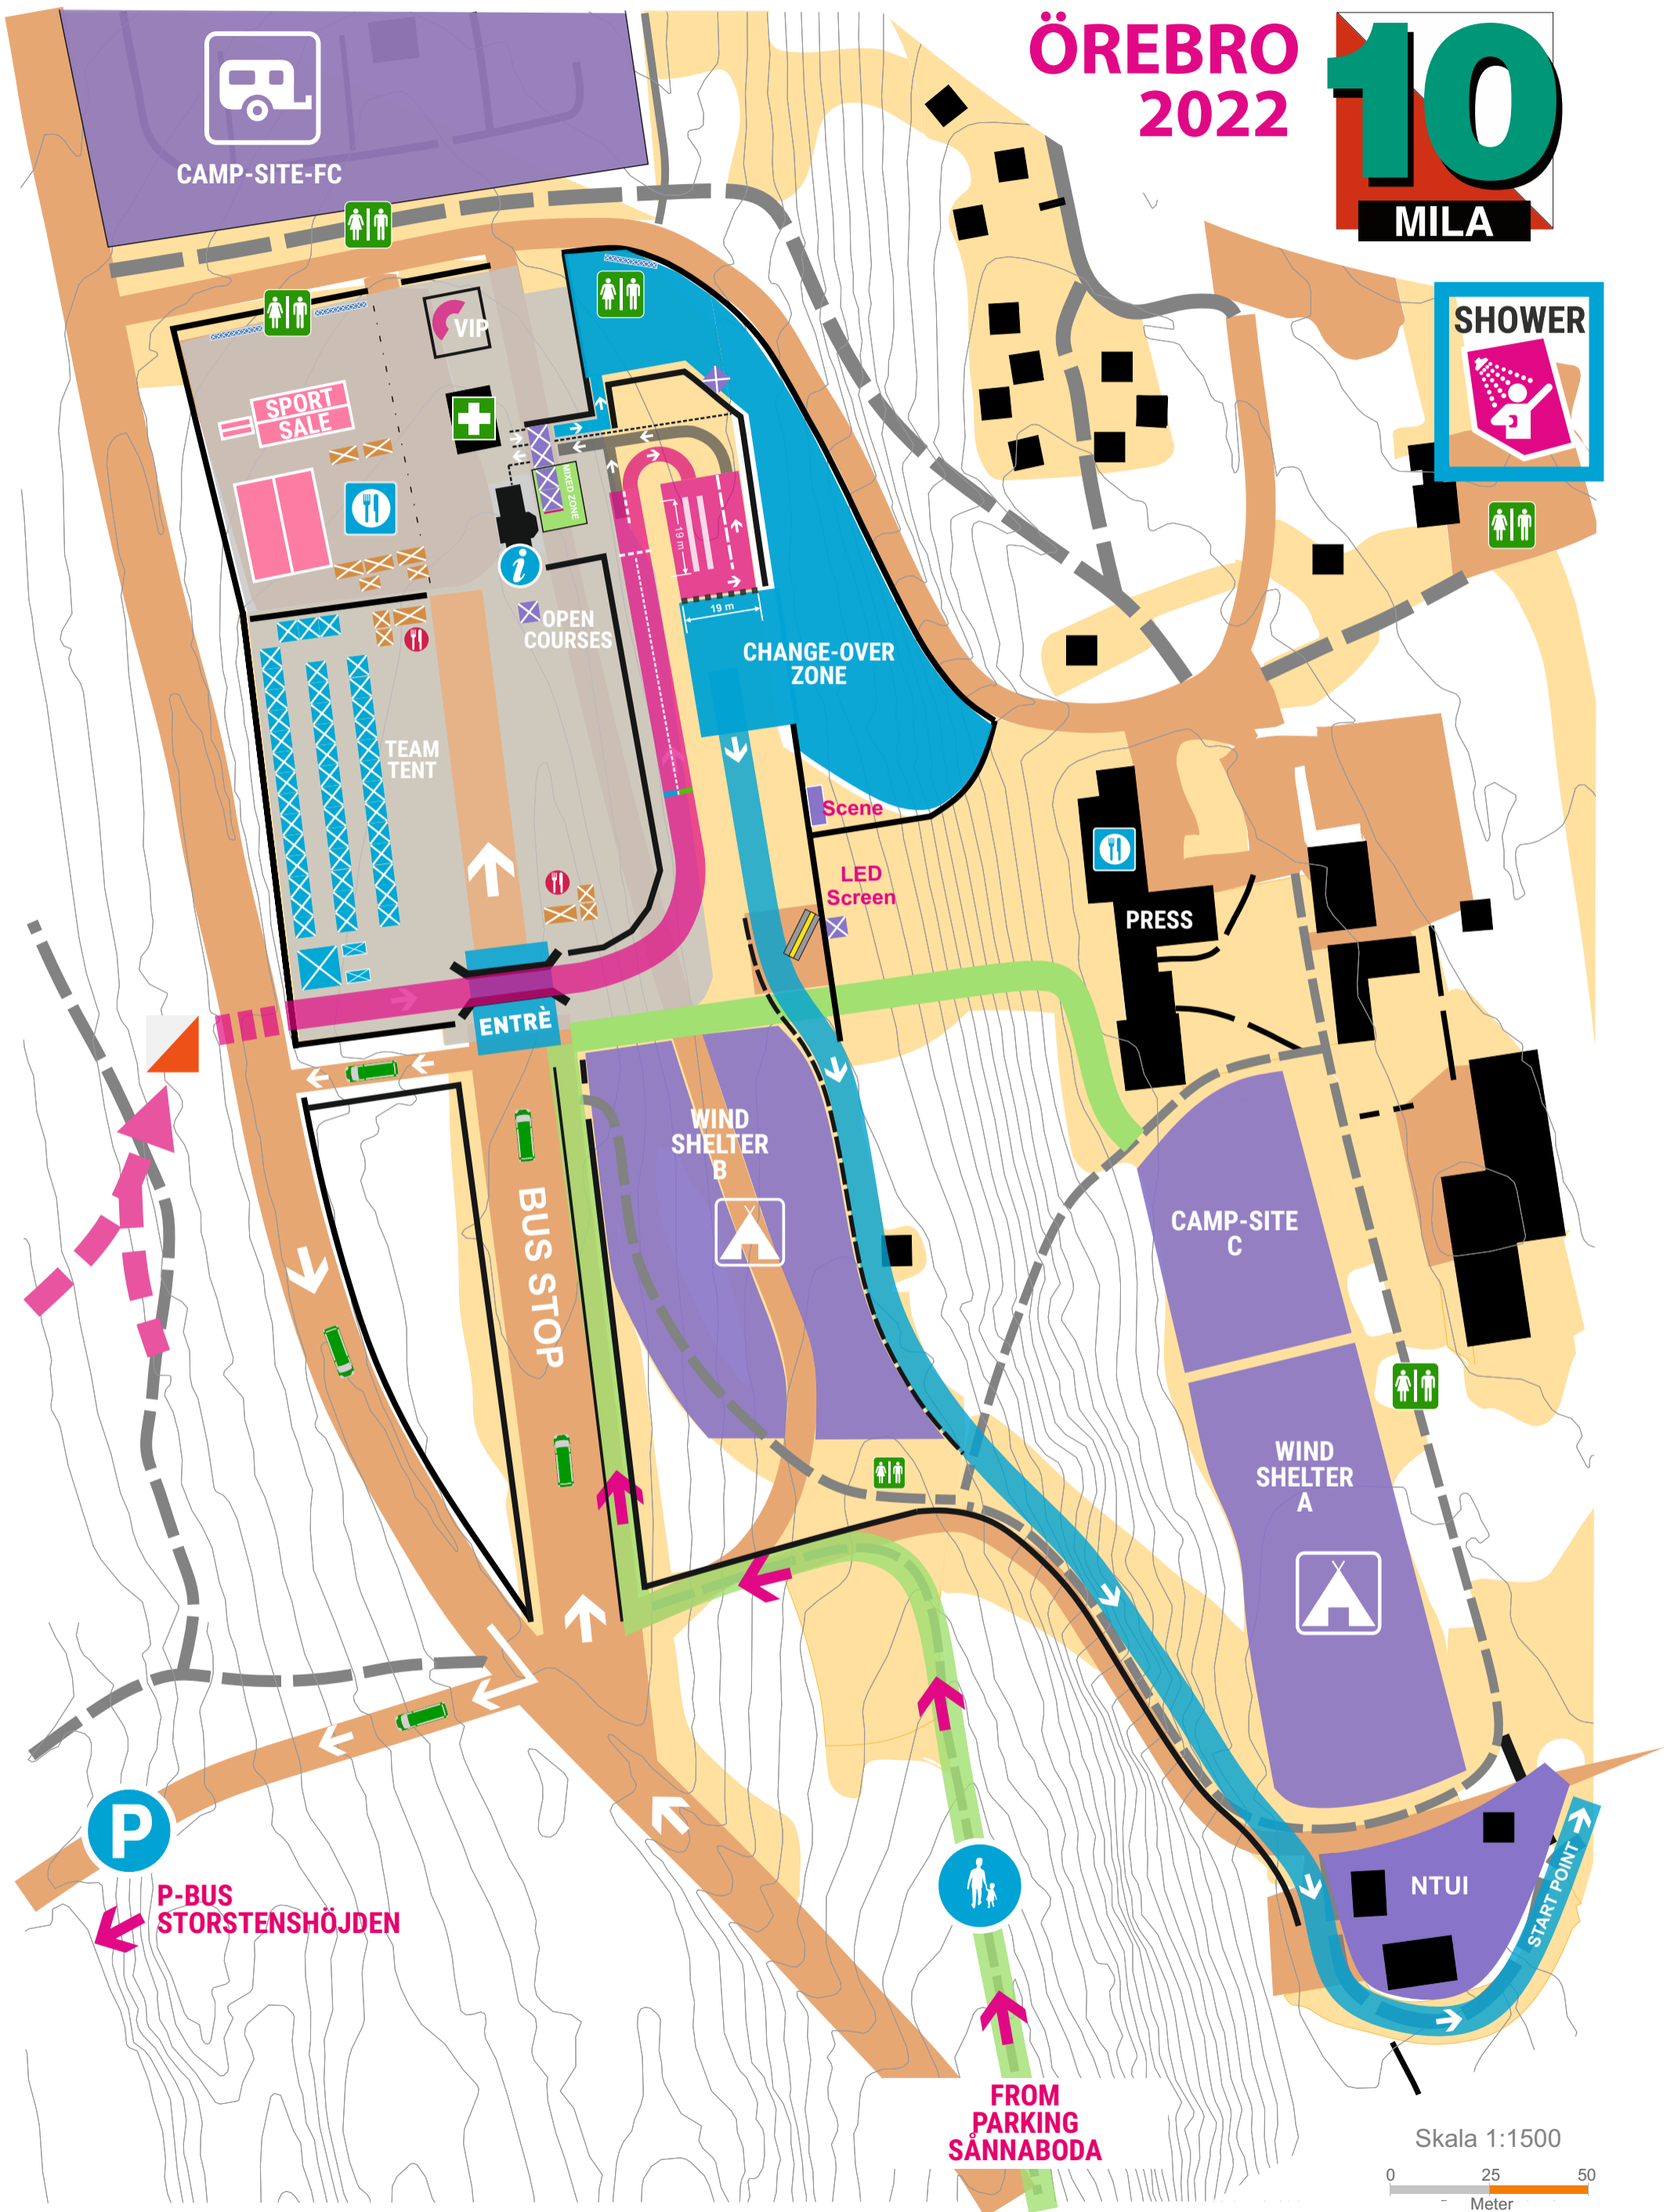 ÖREBRO
2022
10
MILA
CAMP-SITE-FC
SHOWER
VIP
SPORT
SALE
MIXED ZONE
19 m
19 m
i
OPEN
COURSES
CHANGE-OVER
ZONE
TEAM
TENT
Scene
LED
Screen
PRESS
ENTRÈ
WIND
SHELTER
B
BUS STOP
CAMP-SITE
C
WIND
SHELTER
A
P
P-BUS
STORSTENSHÖJDEN
NTUI
START POINT
FROM
PARKING
SÅNNABODA
Skala 1:1500
0 25 50
Meter